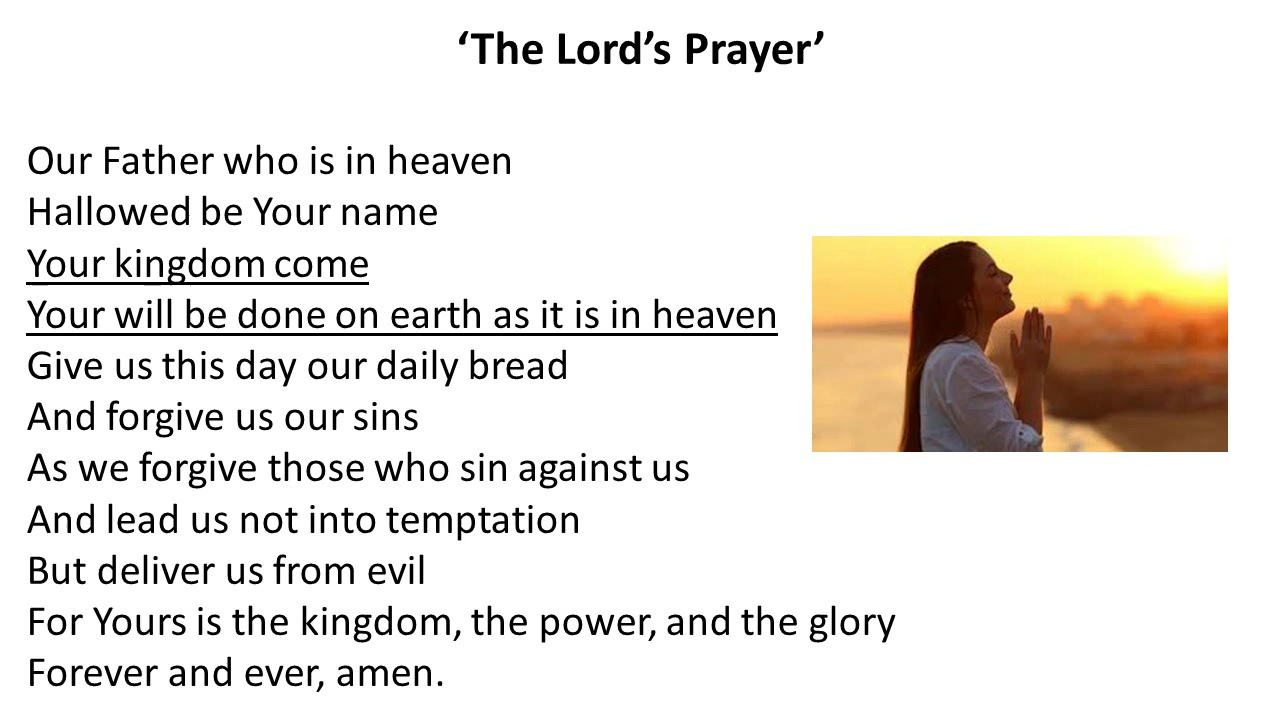 ‘The Lord’s Prayer’
Our Father who is in heaven
Hallowed be Your name
Your kingdom come
Your will be done on earth as it is in heaven
Give us this day our daily bread
And forgive us our sins
As we forgive those who sin against us
And lead us not into temptation
But deliver us from evil
For Yours is the kingdom, the power, and the glory
Forever and ever, amen.